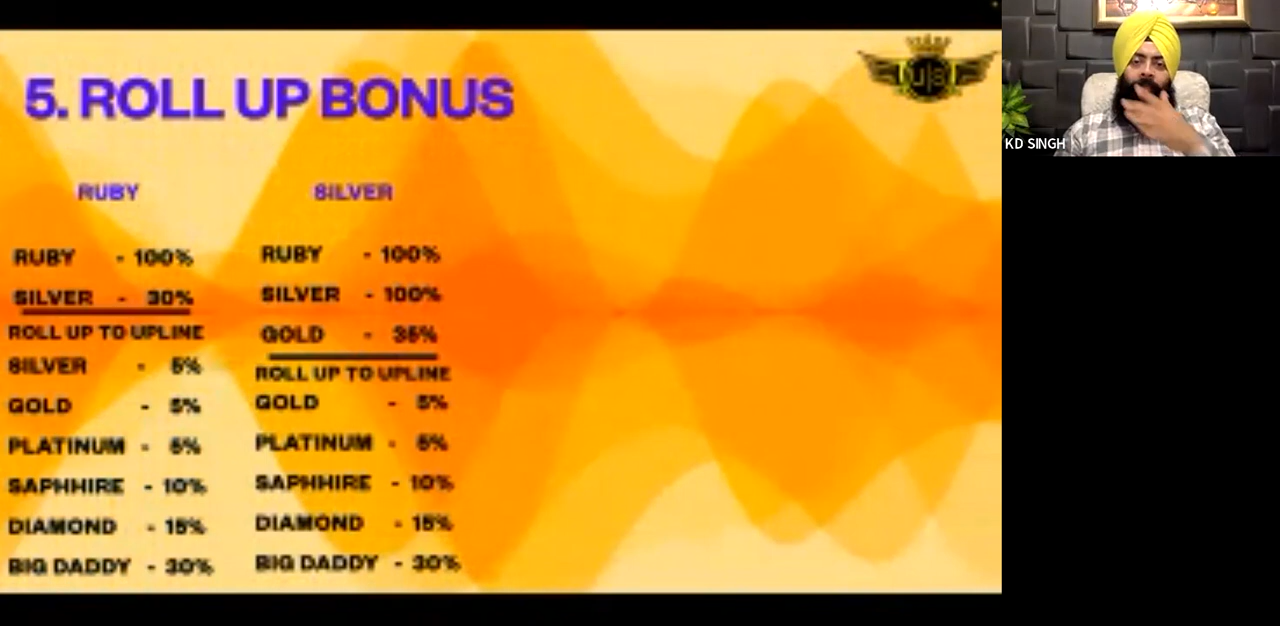 5. ROLL UP BONUS
RUBY
RUBY - 100%
SILVER - 30%
ROLL UP TO UPLINE
SILVER - 5%
GOLD - 5%
PLATINUM - 5%
SAPHHIRE - 10%
DIAMOND - 15%
BIG DADDY - 30%
SILVER
RUBY - 100%
SILVER - 100%
GOLD - 35%
ROLL UP TO UPLINE
GOLD - 5%
PLATINUM - 5%
SAPHHIRE - 10%
DIAMOND - 15%
BIG DADDY - 30%
KD SINGH